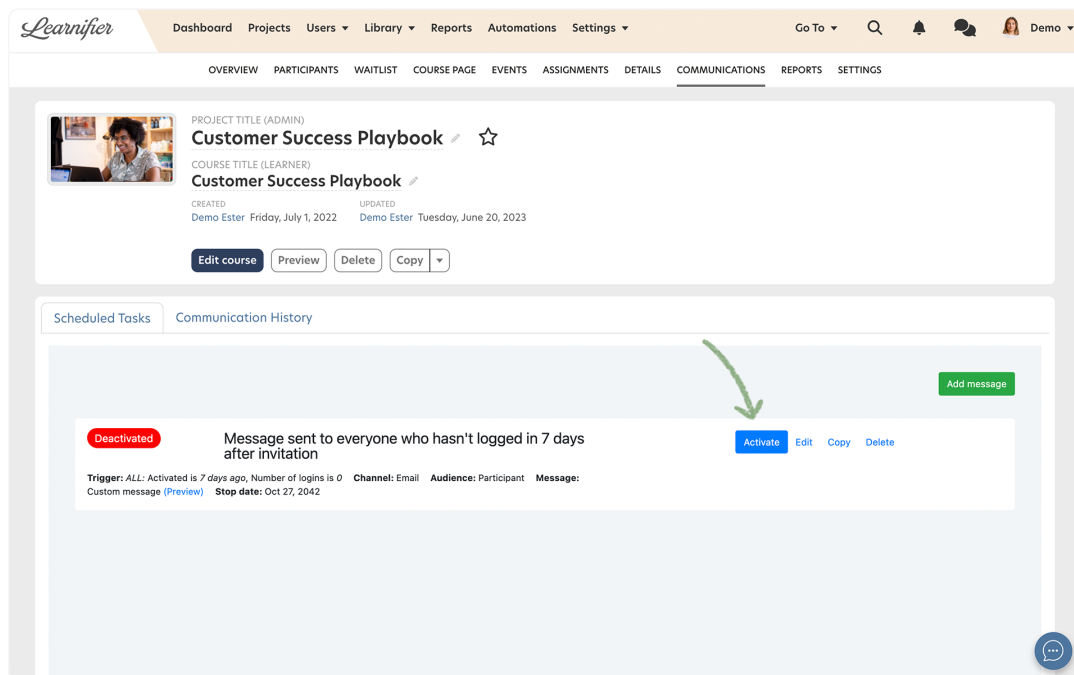 Learnifier
Dashboard Projects Users Library Reports Automations Settings Go To Demo
OVERVIEW PARTICIPANTS WAITLIST COURSE PAGE EVENTS ASSIGNMENTS DETAILS COMMUNICATIONS REPORTS SETTINGS
PROJECT TITLE (ADMIN)
Customer Success Playbook
COURSE TITLE (LEARNER)
Customer Success Playbook
CREATED UPDATED
Demo Ester Friday, July 1, 2022 Demo Ester Tuesday, June 20, 2023
Edit course Preview Delete Copy
Scheduled Tasks Communication History
Add message
Deactivated Message sent to everyone who hasn't logged in 7 days
after invitation
Activate Edit Copy Delete
Trigger: ALL: Activated is 7 days ago, Number of logins is 0 Channel: Email Audience: Participant Message:
Custom message (Preview) Stop date: Oct 27, 2042